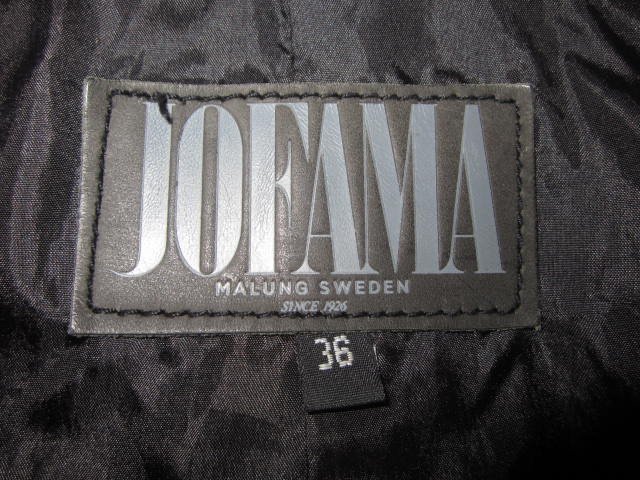 JOFAMA
MALUNG SWEDEN
SINCE 1926
36